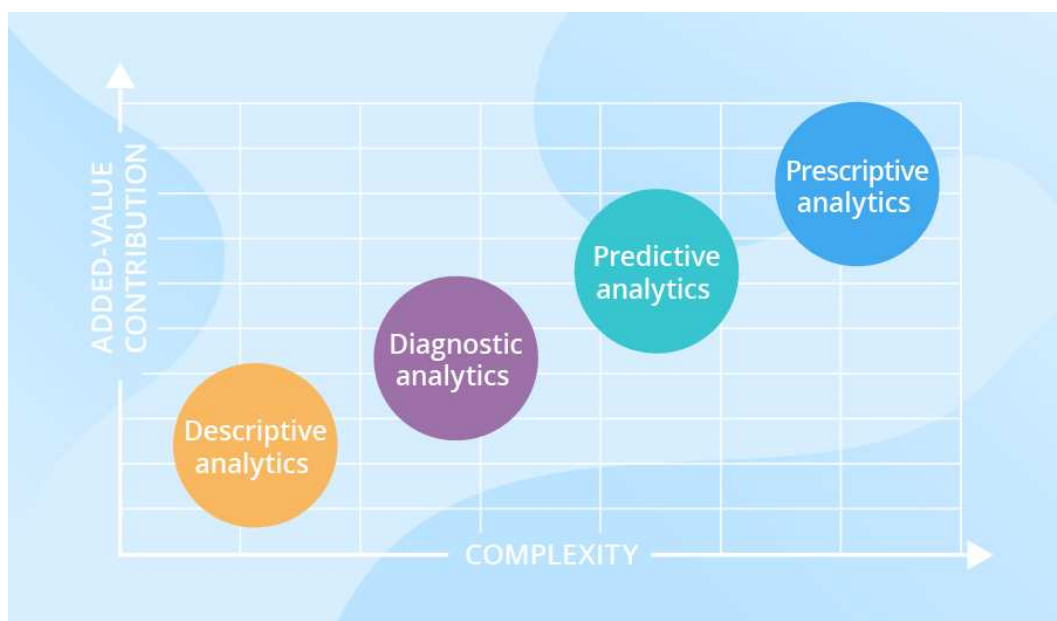 ADDED-VALUE
CONTRIBUTION
Prescriptive
analytics
Predictive
analytics
Diagnostic
analytics
Descriptive
analytics
COMPLEXITY